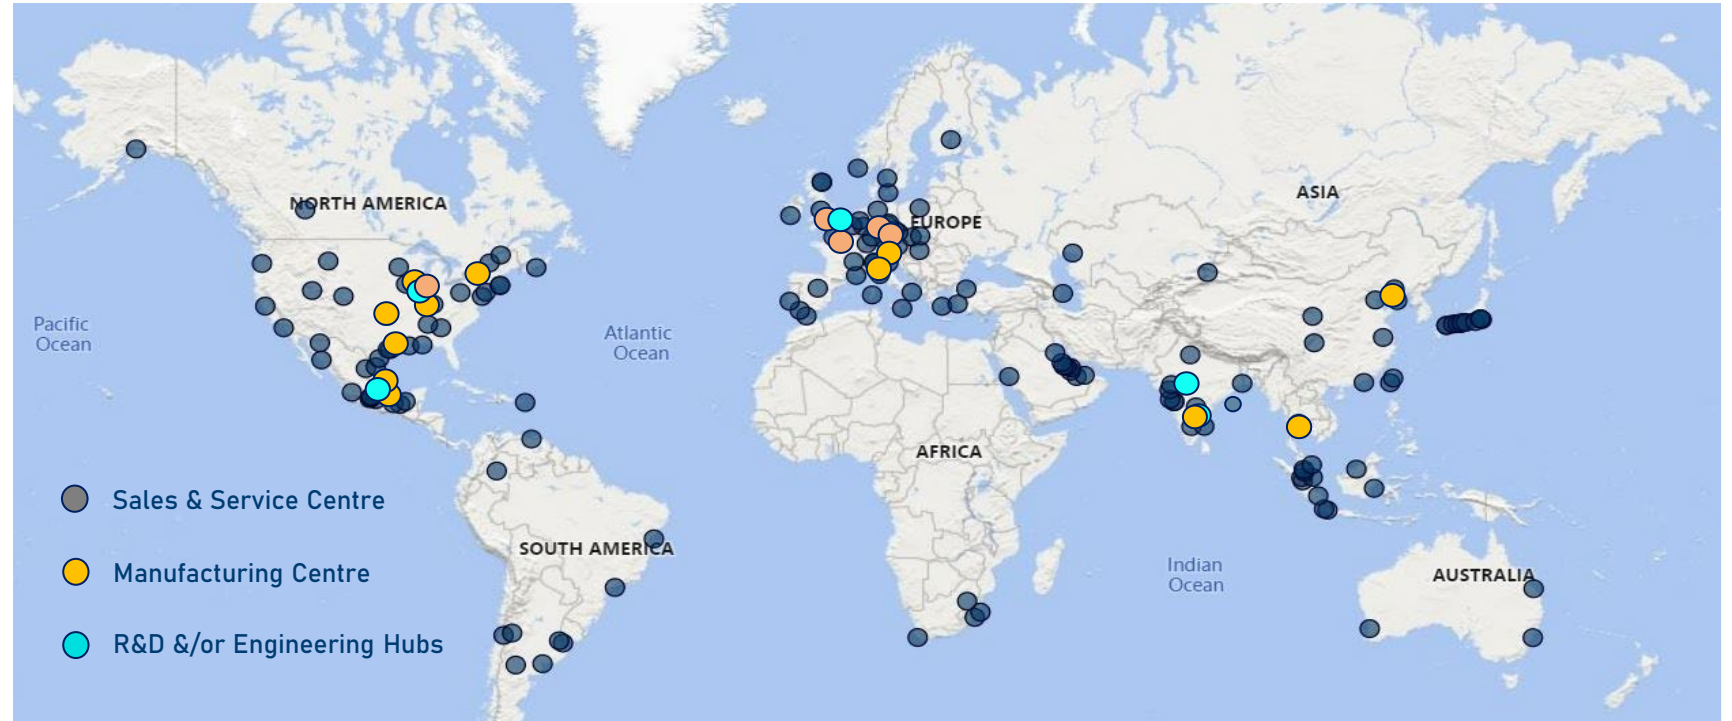 NORTH AMERICA
ASIA
EUROPE
Pacific
Ocean
Atlantic
Ocean
AFRICA
Sales & Service Centre
SOUTH AMERICA
Manufacturing Centre
Indian
Ocean
AUSTRALIA
R&D &/or Engineering Hubs